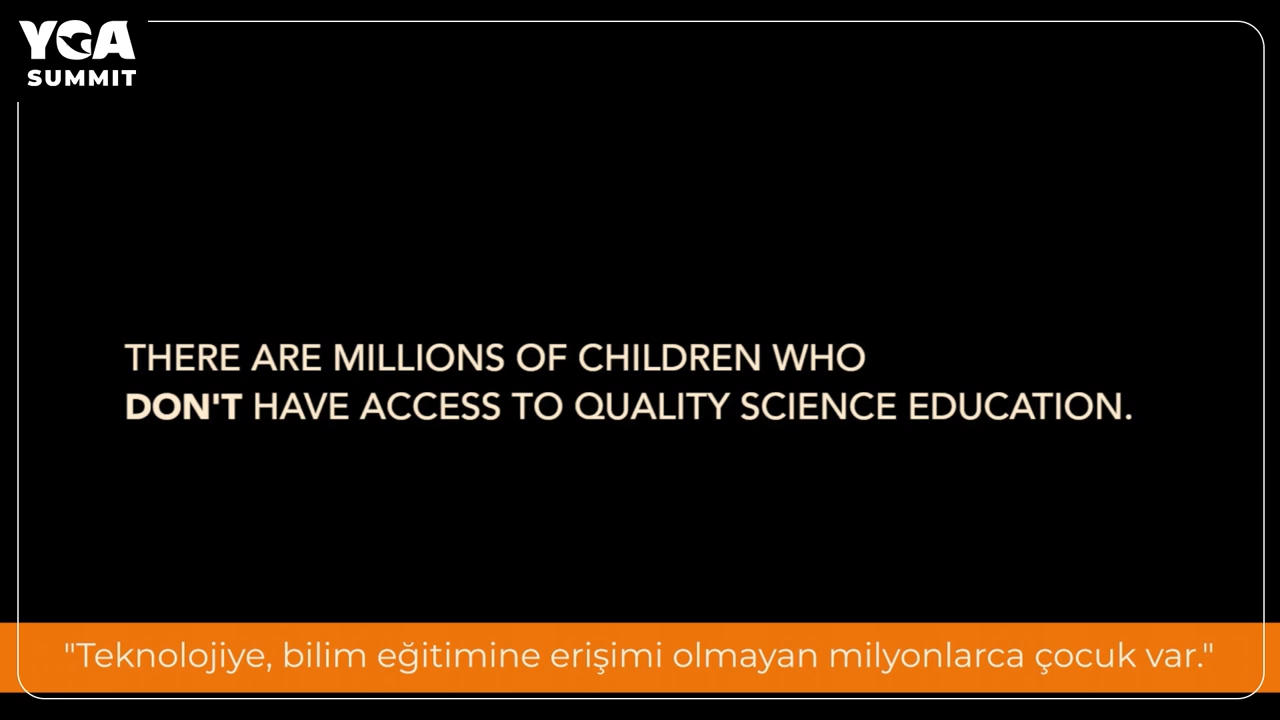 YGA
SUMMIT
THERE ARE MILLIONS OF CHILDREN WHO
DON'T HAVE ACCESS TO QUALITY SCIENCE EDUCATION.
"Teknolojiye, bilim eğitimine erişimi olmayan milyonlarca çocuk var."